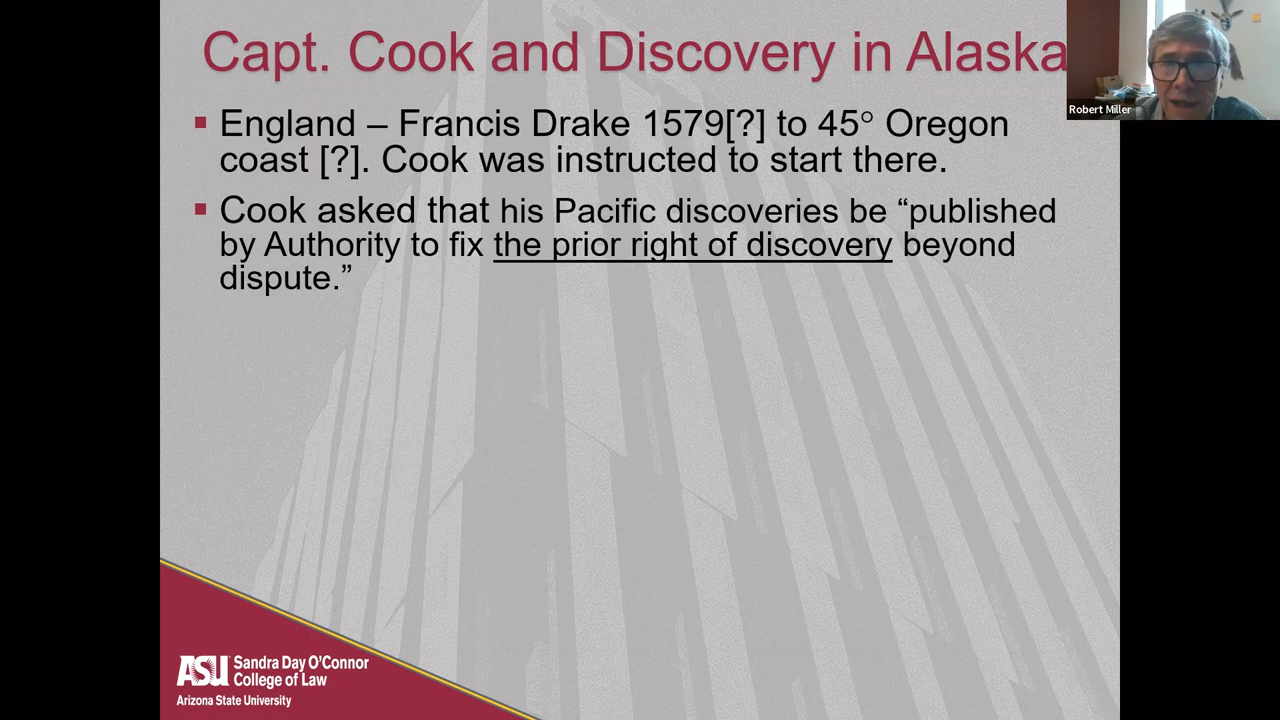 Capt. Cook and Discovery in Alaska
Robert Miller
▪ England – Francis Drake 1579[?] to 45° Oregon
coast [?]. Cook was instructed to start there.
▪ Cook asked that his Pacific discoveries be “published
by Authority to fix the prior right of discovery beyond
dispute.”
ASU Sandra Day O’Connor
College of Law
Arizona State University